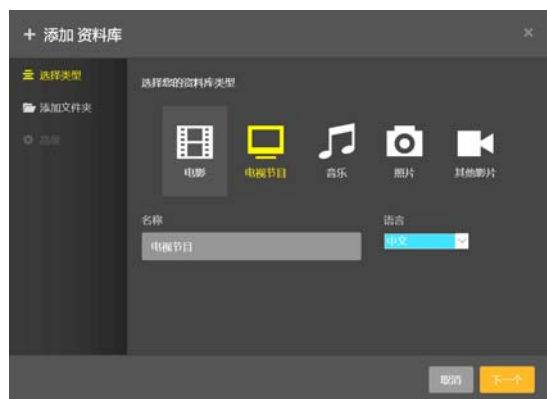 + 添加 资料库
×
选择类型
添加文件夹
高级
选择您的资料库类型
电影
电视节目
音乐
照片
其他影片
名称
语言
电视节目
中文
取消
下一个